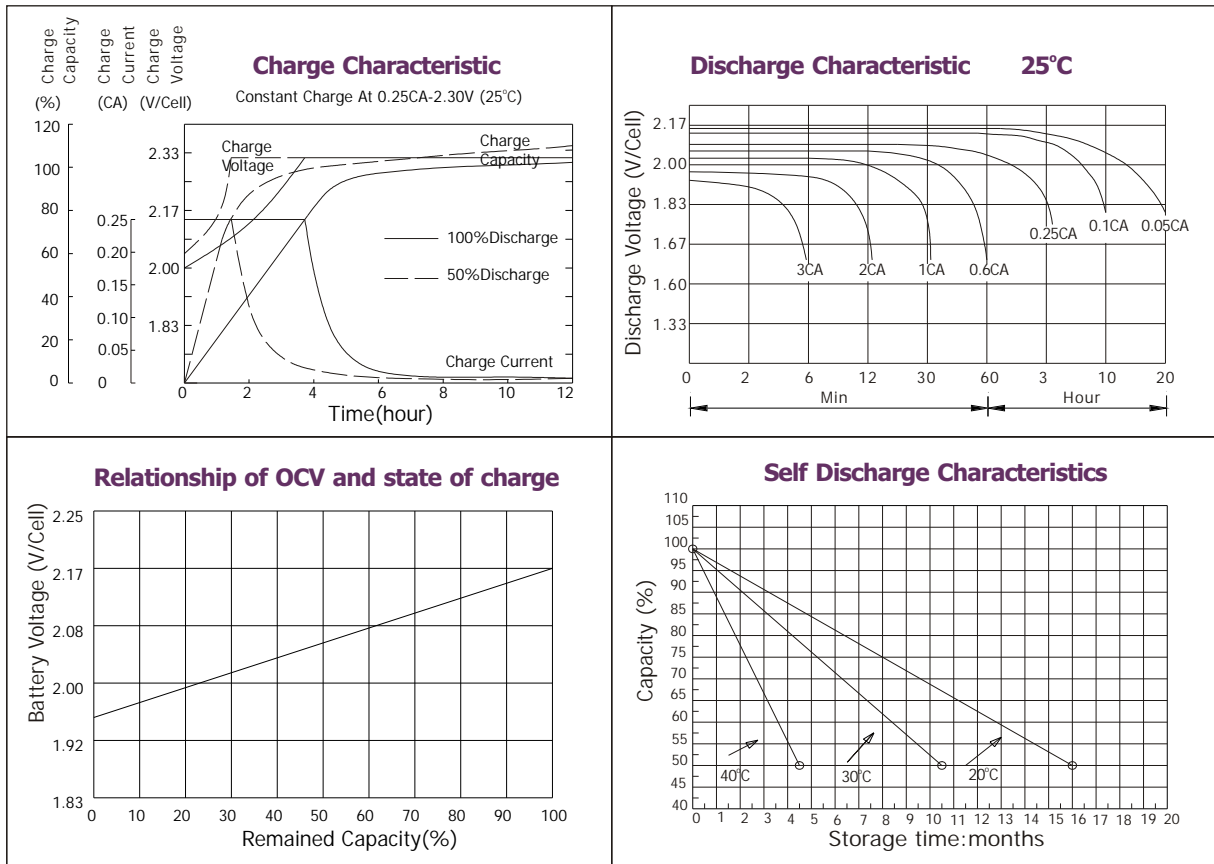 Charge Capacity
Charge Current
Charge Voltage
(%) (CA) (V/Cell)
Charge Characteristic
Constant Charge At 0.25CA-2.30V (25°C)
120
100
80
60
40
20
0
0.25
0.20
0.15
0.10
0.05
0
2.33
2.17
2.00
1.83
Charge Voltage
Charge Capacity
100%Discharge
50%Discharge
Charge Current
0 2 4 6 8 10 12
Time(hour)
Discharge Characteristic 25°C
Discharge Voltage (V/Cell)
2.17
2.00
1.83
1.67
1.60
1.33
3CA 2CA 1CA 0.6CA 0.25CA 0.1CA 0.05CA
0 2 6 12 30 60 3 10 20
Min Hour
Relationship of OCV and state of charge
Battery Voltage (V/Cell)
2.25
2.17
2.08
2.00
1.92
1.83
0 10 20 30 40 50 60 70 80 90 100
Remained Capacity(%)
Self Discharge Characteristics
Capacity (%)
110
105
100
95
90
85
80
75
70
65
60
55
50
45
40
40°C 30°C 20°C
0 1 2 3 4 5 6 7 8 9 10 11 12 13 14 15 16 17 18 19 20
Storage time:months